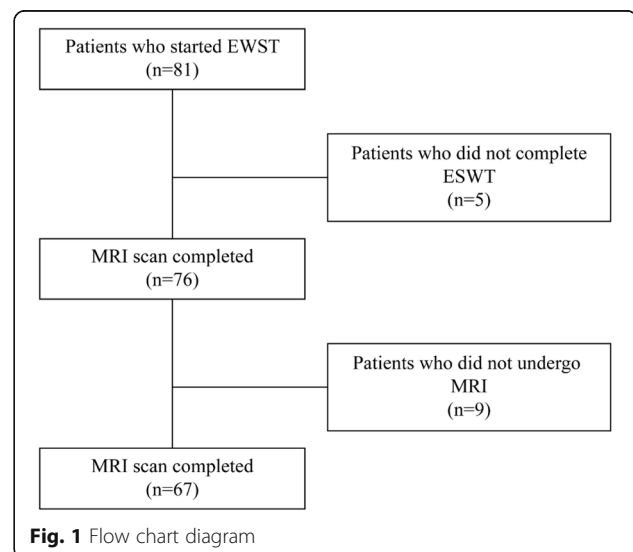 Patients who started EWST
(n=81)
Patients who did not complete
ESWT
(n=5)
MRI scan completed
(n=76)
Patients who did not undergo
MRI
(n=9)
MRI scan completed
(n=67)
Fig. 1 Flow chart diagram